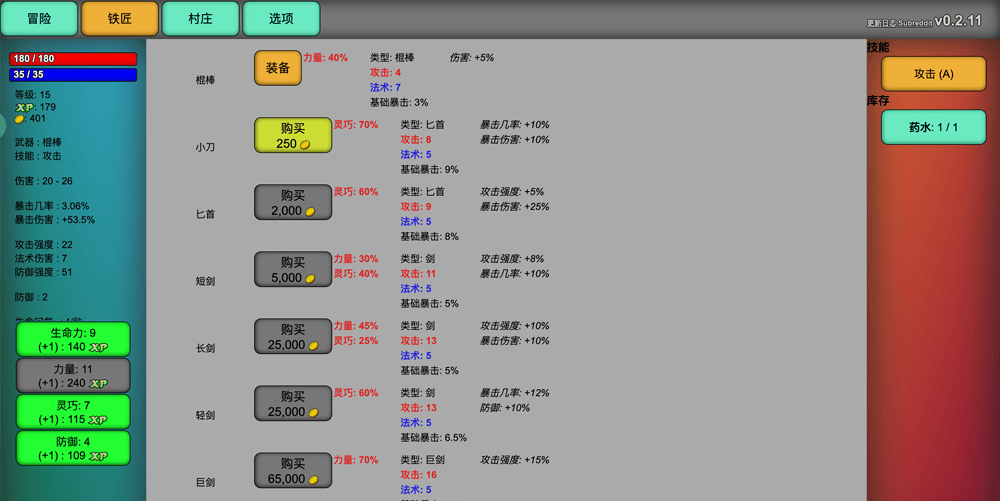 冒险
铁匠
村庄
选项
更新日志 Subreddit v0.2.11
180 / 180
35 / 35
等级: 15
XP: 179
: 401
武器 : 棍棒
技能 : 攻击
伤害 : 20 - 26
暴击几率 : 3.06%
暴击伤害 : +53.5%
攻击强度 : 22
法术伤害 : 7
防御强度 : 51
防御 : 2
生命力: 9
(+1) : 140 XP
力量: 11
(+1) : 240 XP
灵巧: 7
(+1) : 115 XP
防御: 4
(+1) : 109 XP
棍棒
装备
力量: 40%
类型: 棍棒
攻击: 4
法术: 7
基础暴击: 3%
伤害: +5%
小刀
购买
250
灵巧: 70%
类型: 匕首
攻击: 8
法术: 5
基础暴击: 9%
暴击几率: +10%
暴击伤害: +10%
匕首
购买
2,000
灵巧: 60%
类型: 匕首
攻击: 9
法术: 5
基础暴击: 8%
攻击强度: +5%
暴击伤害: +25%
短剑
购买
5,000
力量: 30%
灵巧: 40%
类型: 剑
攻击: 11
法术: 5
基础暴击: 5%
攻击强度: +8%
暴击几率: +10%
长剑
购买
25,000
力量: 45%
灵巧: 25%
类型: 剑
攻击: 13
法术: 5
基础暴击: 5%
攻击强度: +10%
暴击伤害: +10%
轻剑
购买
25,000
灵巧: 60%
类型: 剑
攻击: 13
法术: 5
基础暴击: 6.5%
暴击几率: +12%
防御: +10%
巨剑
购买
65,000
力量: 70%
类型: 巨剑
攻击: 16
法术: 5
攻击强度: +15%
技能
攻击 (A)
库存
药水: 1 / 1